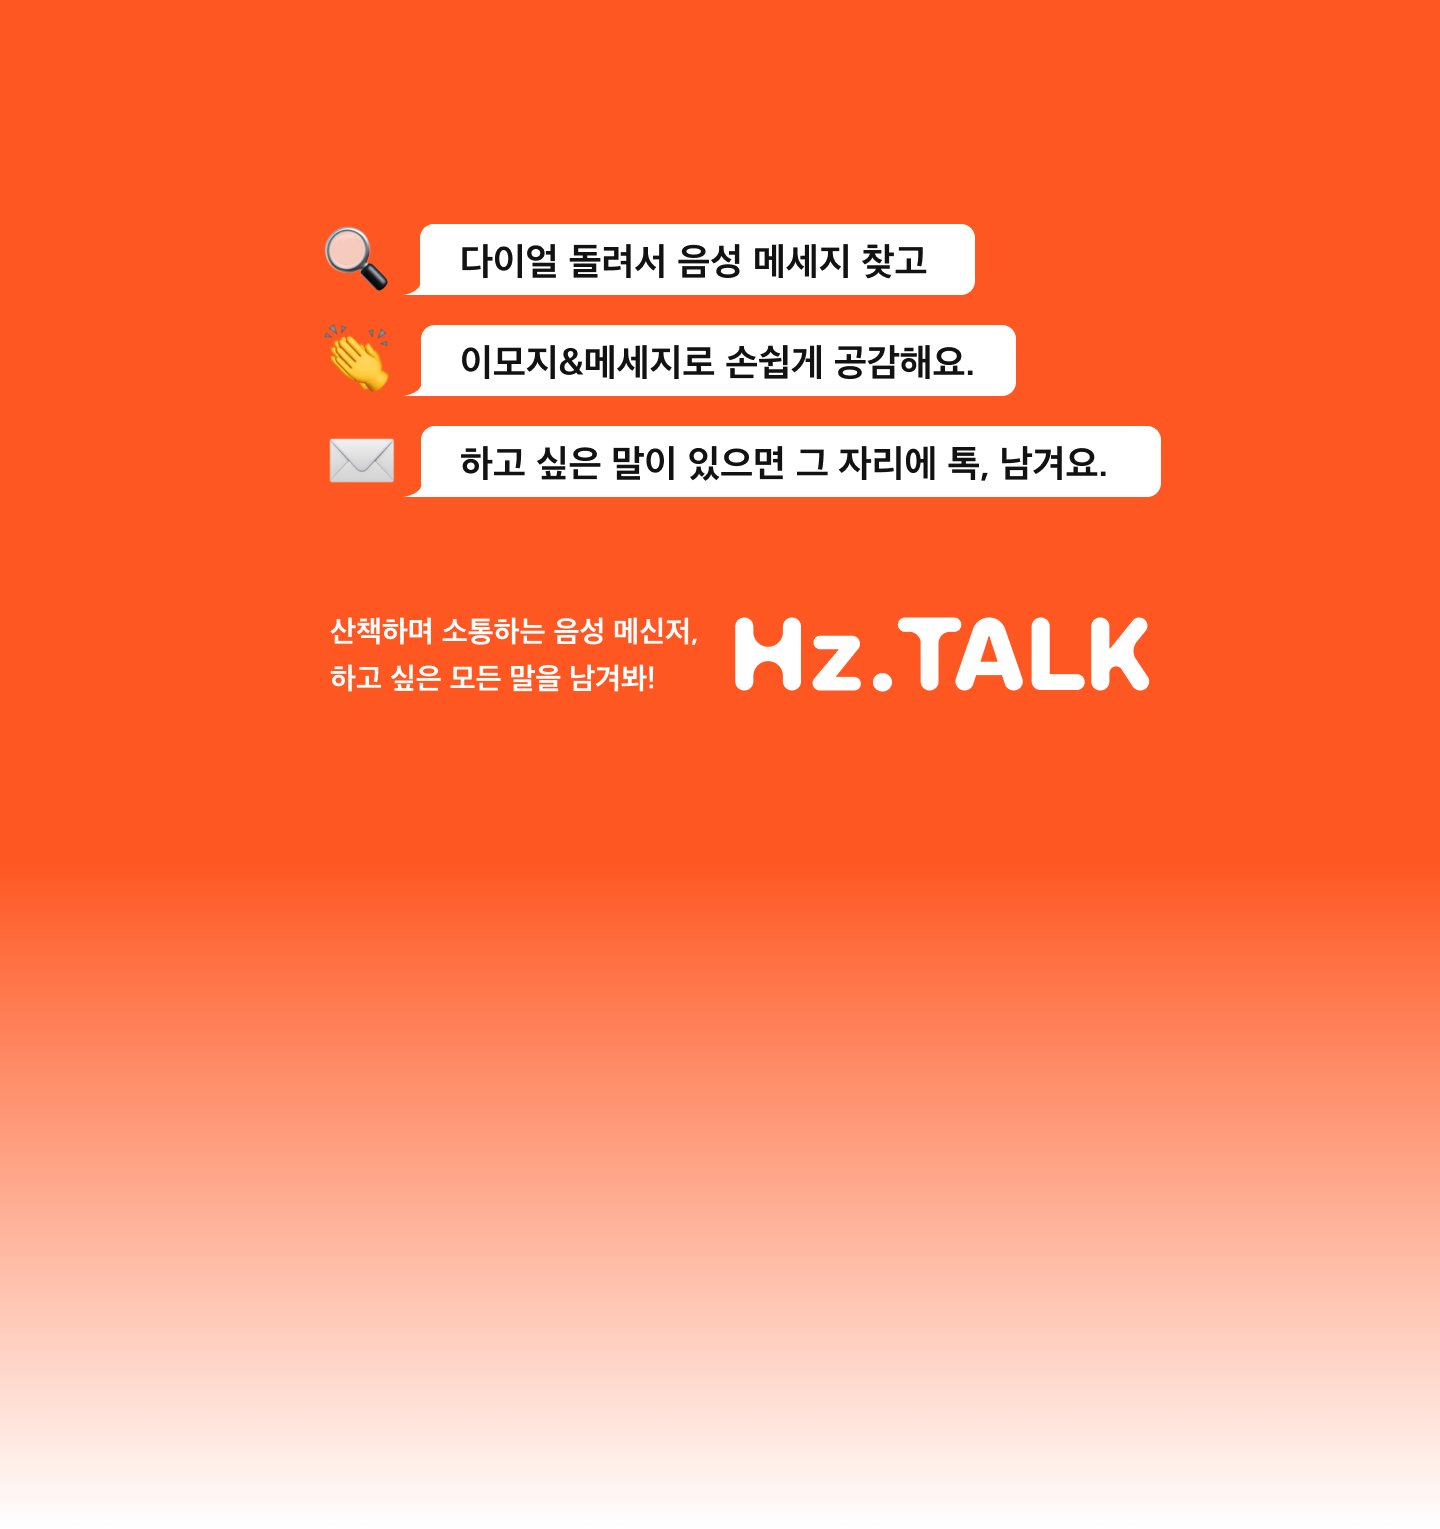 다이얼 돌려서 음성 메세지 찾고
이모지&메세지로 손쉽게 공감해요.
하고 싶은 말이 있으면 그 자리에 톡, 남겨요.
산책하며 소통하는 음성 메신저,
하고 싶은 모든 말을 남겨봐!
Hz.TALK